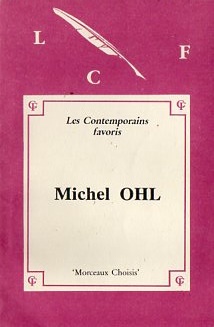 L F
C
Les Contemporains
favoris
Michel OHL
'Morceaux Choisis'